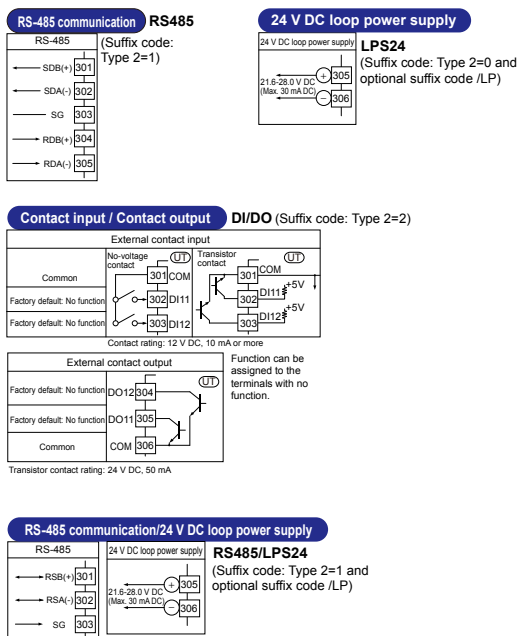 RS-485 communication RS485
(Suffix code:
Type 2=1)
RS-485
SDB(+) 301
SDA(-) 302
SG 303
RDB(+) 304
RDA(-) 305
24 V DC loop power supply
24 V DC loop power supply
LPS24
(Suffix code: Type 2=0 and
optional suffix code /LP)
21.6-28.0 V DC
(Max. 30 mA DC)
+ 305
- 306
Contact input / Contact output DI/DO (Suffix code: Type 2=2)
External contact input
No-voltage
contact
UT
Transistor
contact
UT
Common
301 COM
301 COM
Factory default: No function
302 DI11
302 DI11 +5V
Factory default: No function
303 DI12
303 DI12 +5V
Contact rating: 12 V DC, 10 mA or more
External contact output
UT
Factory default: No function DO12 304
Factory default: No function DO11 305
Common COM 306
Function can be
assigned to the
terminals with no
function.
Transistor contact rating: 24 V DC, 50 mA
RS-485 communication/24 V DC loop power supply
RS-485
RSB(+) 301
RSA(-) 302
SG 303
24 V DC loop power supply
21.6-28.0 V DC
(Max. 30 mA DC)
+ 305
- 306
RS485/LPS24
(Suffix code: Type 2=1 and
optional suffix code /LP)